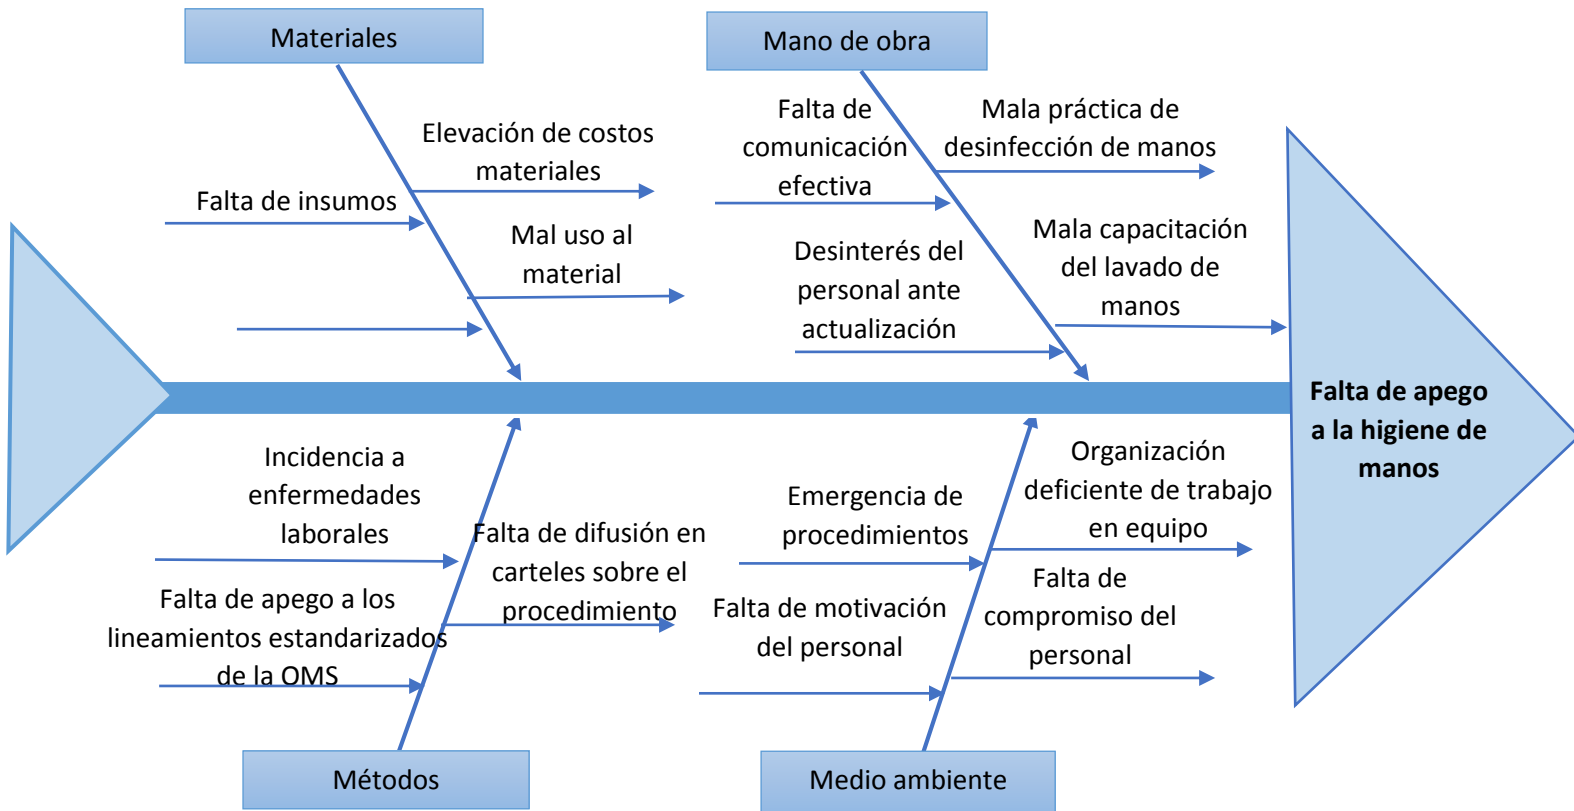 Materiales
Mano de obra
Elevación de costos
materiales
Falta de insumos
Mal uso al
material
Falta de
comunicación
efectiva
Mala práctica de
desinfección de manos
Desinterés del
personal ante
actualización
Mala capacitación
del lavado de
manos
Falta de apego
a la higiene de
manos
Incidencia a
enfermedades
laborales
Falta de difusión en
carteles sobre el
procedimiento
Falta de apego a los
lineamientos estandarizados
de la OMS
Emergencia de
procedimientos
Organización
deficiente de trabajo
en equipo
Falta de motivación
del personal
Falta de
compromiso del
personal
Métodos
Medio ambiente